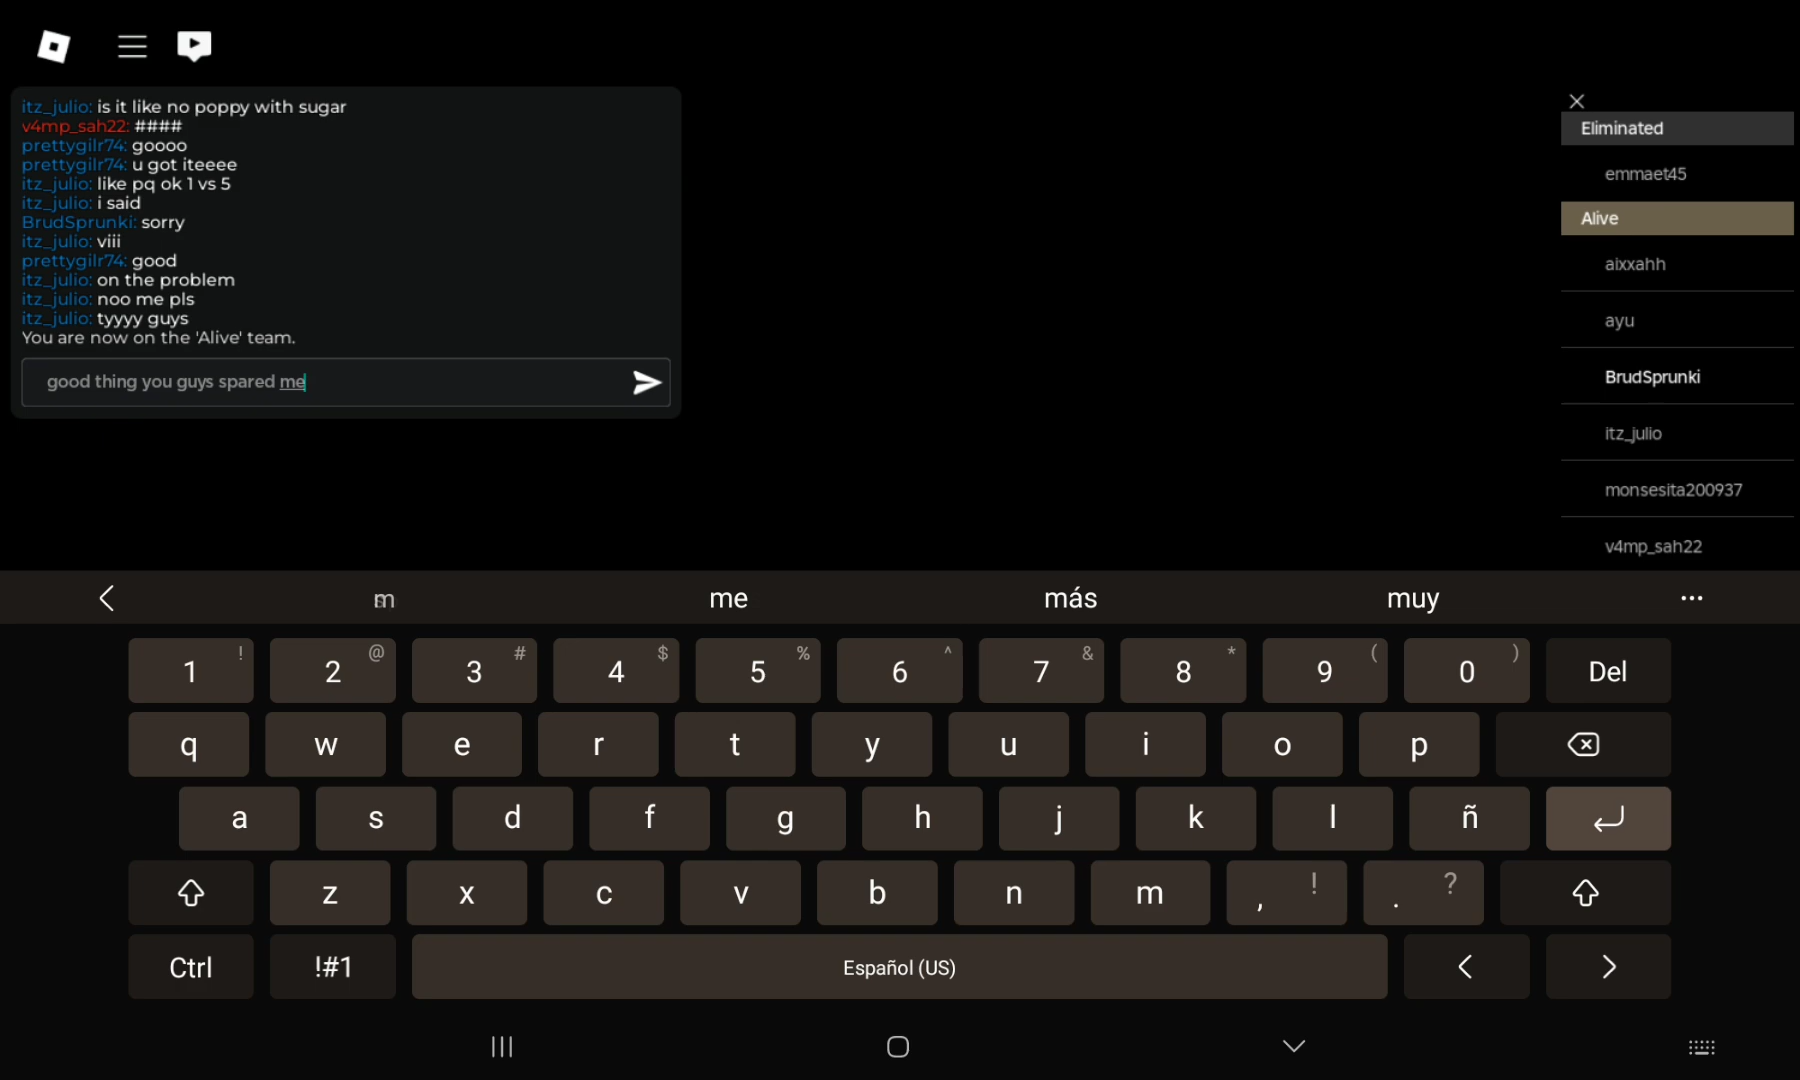 itz_julio: is it like no poppy with sugar
v4mp_sah22: ####
prettygilr74: goooo
prettygilr74: u got iteeee
itz_julio: like pq ok 1 vs 5
itz_julio: i said
BrudSprunki: sorry
itz_julio: viii
prettygilr74: good
itz_julio: on the problem
itz_julio: noo me pls
itz_julio: tyyyy guys
You are now on the 'Alive' team.
good thing you guys spared me
Eliminated
emmaet45
Alive
aixxahh
ayu
BrudSprunki
itz_julio
monsesita200937
v4mp_sah22
me más muy ...
1 ! 2 @ 3 # 4 $ 5 % 6 ^ 7 & 8 * 9 ( 0 ) Del
q w e r t y u i o p
a s d f g h j k l ñ
z x c v b n m , ! . ?
Ctrl !#1 Español (US) < >